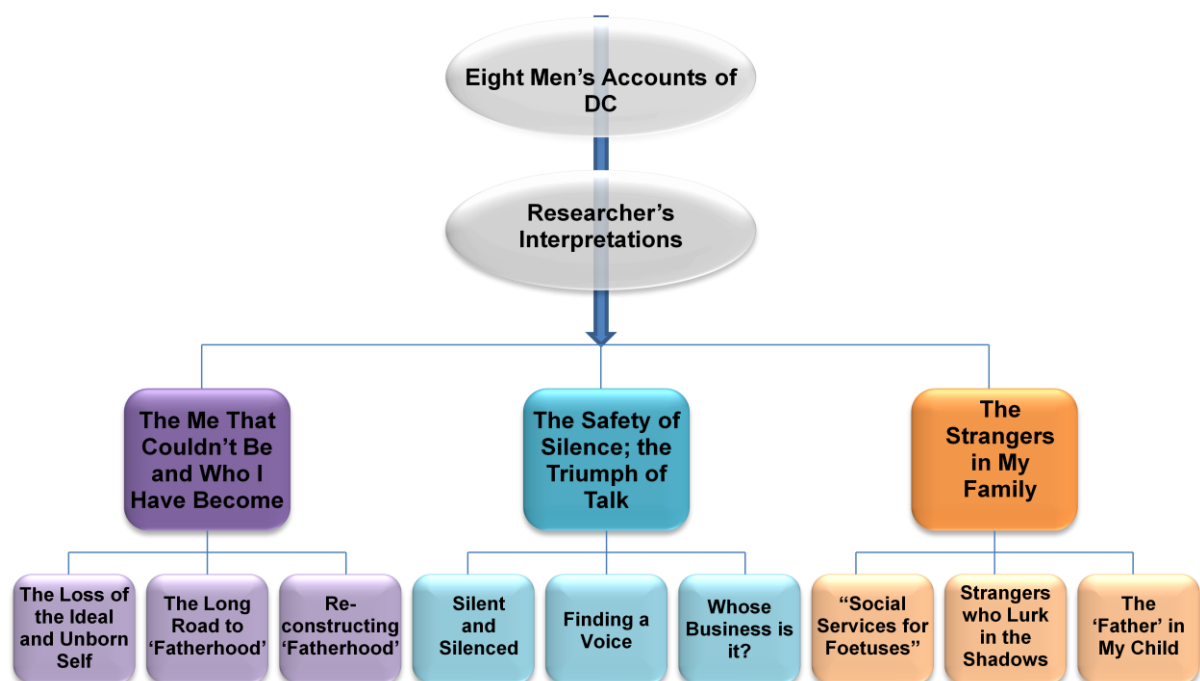 Eight Men’s Accounts of
DC
Researcher’s
Interpretations
The Me That
Couldn’t Be
and Who I
Have Become
The Safety of
Silence; the
Triumph of
Talk
The
Strangers
in My
Family
The Loss of
the Ideal
and Unborn
Self
The Long
Road to
‘Fatherhood’
Re-
constructing
‘Fatherhood’
Silent
and
Silenced
Finding a
Voice
Whose
Business is
it?
“Social
Services for
Foetuses”
Strangers
who Lurk
in the
Shadows
The
‘Father’ in
My Child